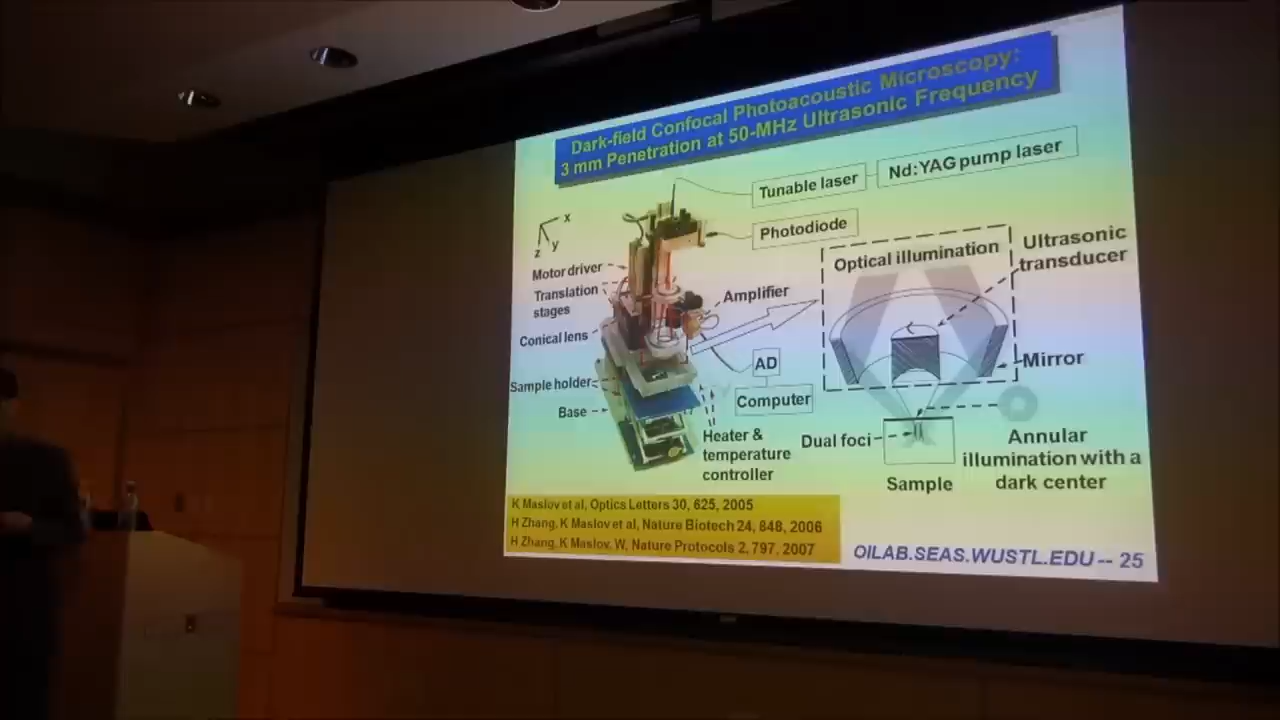 Dark-field Confocal Photoacoustic Microscopy:
3 mm Penetration at 50-MHz Ultrasonic Frequency
Tunable laser
Nd:YAG pump laser
Photodiode
x
y
z
Motor driver
Translation
stages
Conical lens
Sample holder
Base
Amplifier
AD
Computer
Heater &
temperature
controller
Optical illumination
Ultrasonic
transducer
Mirror
Dual foci
Sample
Annular
illumination with a
dark center
K Maslov et al, Optics Letters 30, 625, 2005
H Zhang, K Maslov et al, Nature Biotech 24, 848, 2006
H Zhang, K Maslov, W, Nature Protocols 2, 797, 2007
OILAB.SEAS.WUSTL.EDU -- 25